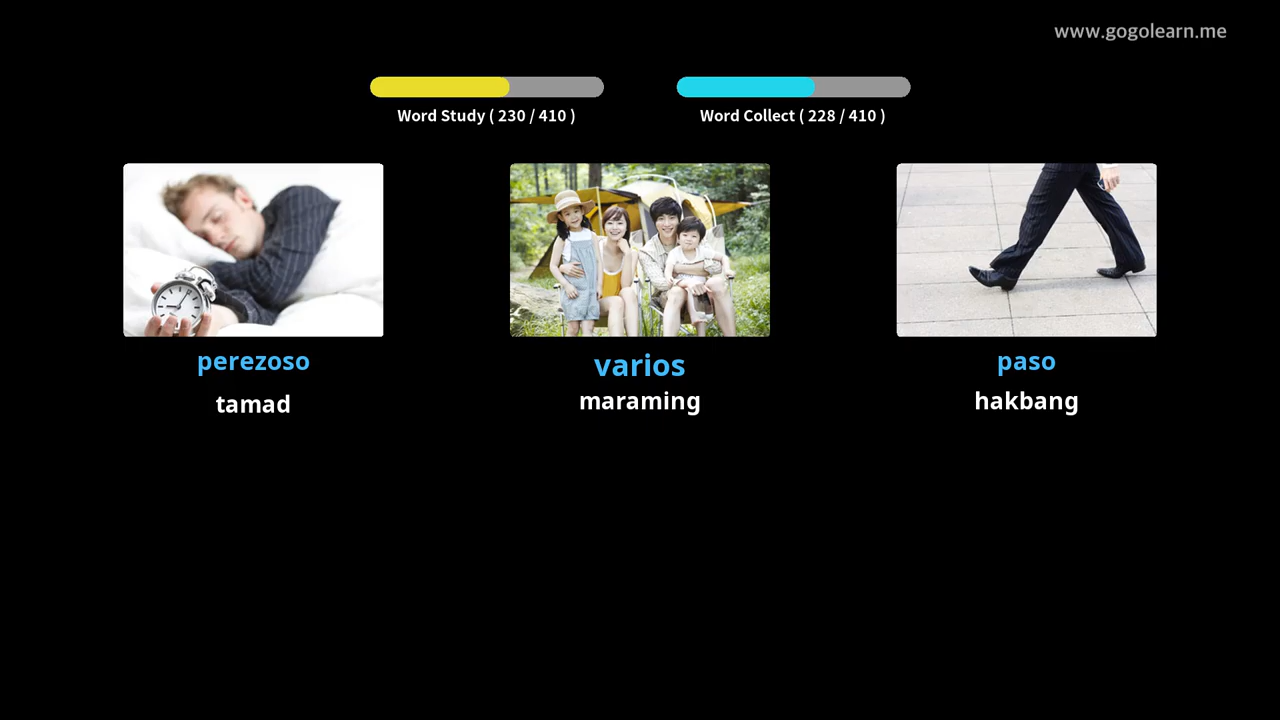 www.gogolearn.me
Word Study ( 230 / 410 )
Word Collect ( 228 / 410 )
perezoso
tamad
varios
maraming
paso
hakbang